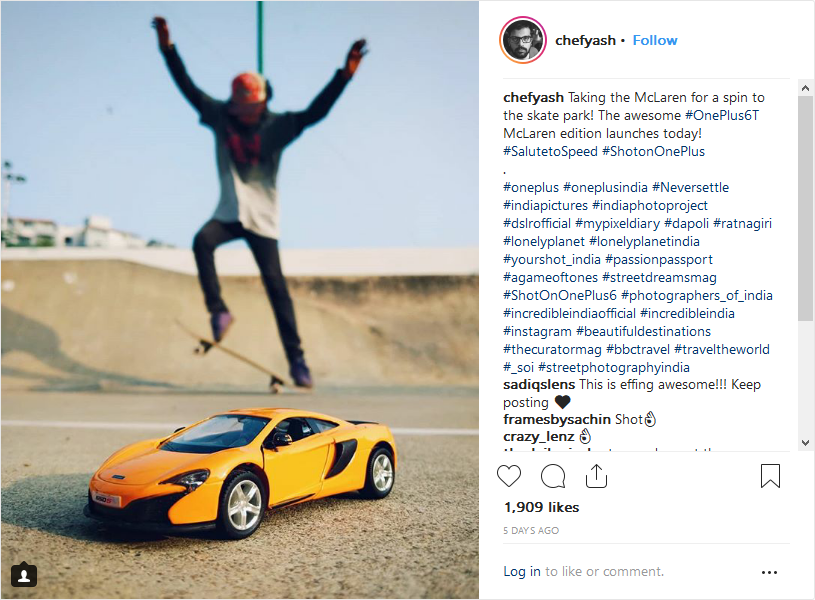 chefyash • Follow
chefyash Taking the McLaren for a spin to
the skate park! The awesome #OnePlus6T
McLaren edition launches today!
#SalutetoSpeed #ShotonOnePlus
.
#oneplus #oneplusindia #Neversettle
#indiapictures #indiaphotoproject
#dslrofficial #mypixeldiary #dapoli #ratnagiri
#lonelyplanet #lonelyplanetindia
#yourshot_india #passionpassport
#agameoftones #streetdreamsmag
#ShotOnOnePlus6 #photographers_of_india
#incredibleindiaofficial #incredibleindia
#instagram #beautifuldestinations
#thecuratormag #bbctravel #traveltheworld
#_soi #streetphotographyindia
sadiqslens This is effing awesome!!! Keep
posting 🖤
framesbysachin Shot👌
crazy_lenz 👌
1,909 likes
5 DAYS AGO
Log in to like or comment.